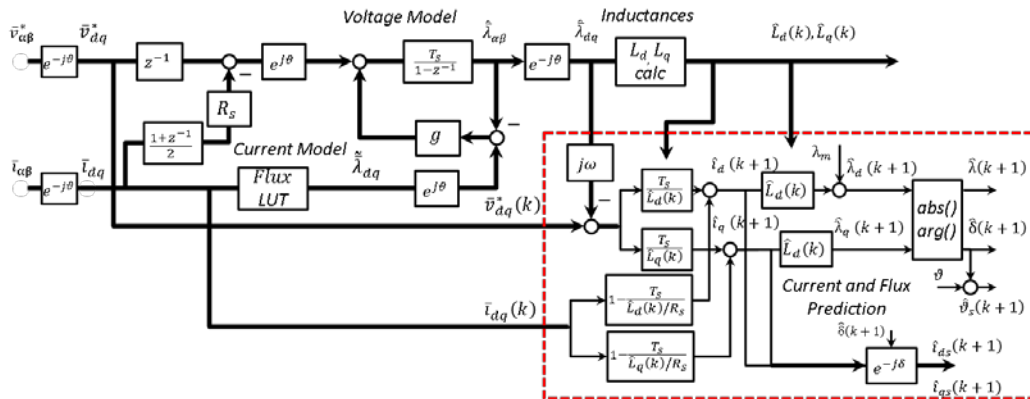 Voltage Model
Inductances
v̄*αβ
v̄*dq
λ̃̂αβ
λ̃̂dq
L̂d(k), L̂q(k)
e^−jϑ
z^−1
−
e^jϑ
Ts/(1−z^−1)
e^−jϑ
Ld, Lq
calc
Rs
−
(1+z^−1)/2
g
jω
Current Model
īαβ
īdq
λ̃̃dq
e^−jϑ
Flux
LUT
e^jϑ
v̄*dq(k)
−
îd(k+1)
λm
λ̂d(k+1)
λ̂(k+1)
Ts/L̂d(k)
L̂d(k)
îq(k+1)
λ̂q(k+1)
abs()
arg()
δ̂(k+1)
Ts/L̂q(k)
L̂d(k)
īdq(k)
1−Ts/(L̂d(k)/Rs)
Current and Flux
Prediction
ϑ
ϑ̂s(k+1)
1−Ts/(L̂q(k)/Rs)
δ̂(k+1)
e^−jδ
îds(k+1)
îqs(k+1)